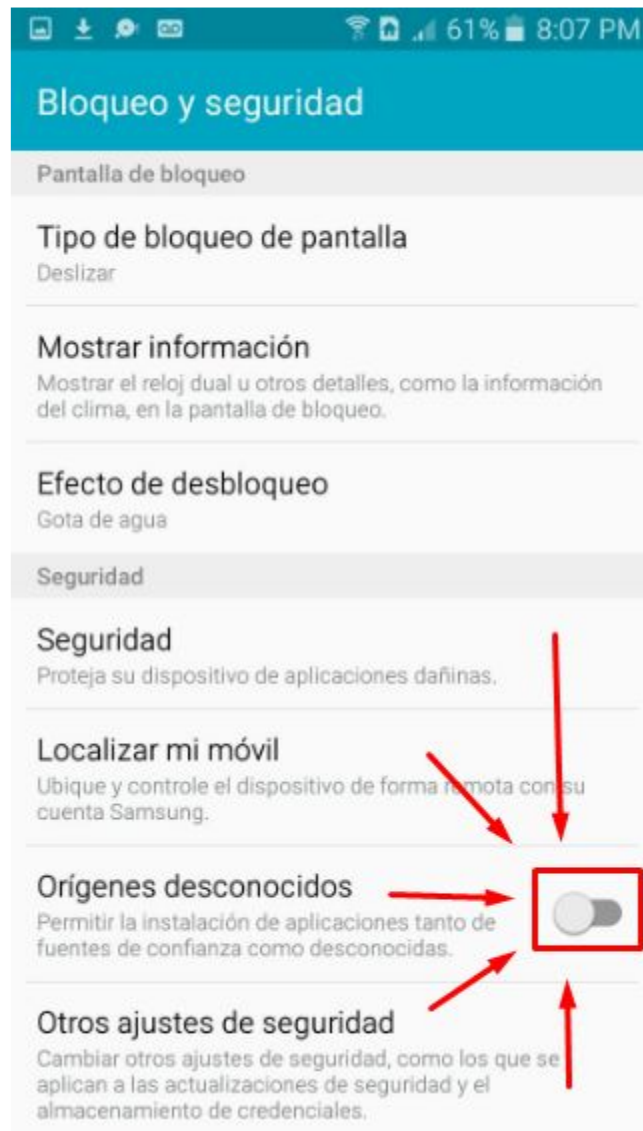 61% 8:07 PM
Bloqueo y seguridad
Pantalla de bloqueo
Tipo de bloqueo de pantalla
Deslizar
Mostrar información
Mostrar el reloj dual u otros detalles, como la información
del clima, en la pantalla de bloqueo.
Efecto de desbloqueo
Gota de agua
Seguridad
Seguridad
Proteja su dispositivo de aplicaciones dañinas.
Localizar mi móvil
Ubique y controle el dispositivo de forma remota con su
cuenta Samsung.
Orígenes desconocidos
Permitir la instalación de aplicaciones tanto de
fuentes de confianza como desconocidas.
Otros ajustes de seguridad
Cambiar otros ajustes de seguridad, como los que se
aplican a las actualizaciones de seguridad y el
almacenamiento de credenciales.